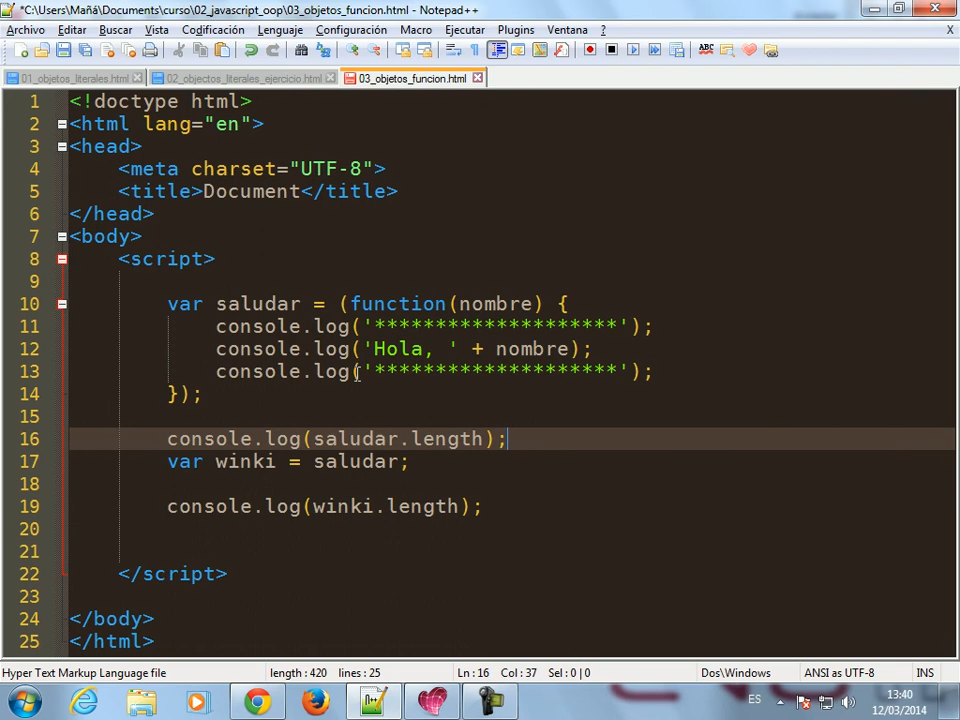 *C:\Users\Mañá\Documents\curso\02_javascript_oop\03_objetos_funcion.html - Notepad++
Archivo Editar Buscar Vista Codificación Lenguaje Configuración Macro Ejecutar Plugins Ventana ? X
01_objetos_literales.html 02_objectos_literales_ejercicio.html 03_objetos_funcion.html
1 <!doctype html>
2 <html lang="en">
3 <head>
4 <meta charset="UTF-8">
5 <title>Document</title>
6 </head>
7 <body>
8 <script>
9
10 var saludar = (function(nombre) {
11 console.log('********************');
12 console.log('Hola, ' + nombre);
13 console.log('********************');
14 });
15
16 console.log(saludar.length);
17 var winki = saludar;
18
19 console.log(winki.length);
20
21
22 </script>
23
24 </body>
25 </html>
Hyper Text Markup Language file length : 420 lines : 25 Ln : 16 Col : 37 Sel : 0 | 0 Dos\Windows ANSI as UTF-8 INS
ES 13:40
12/03/2014